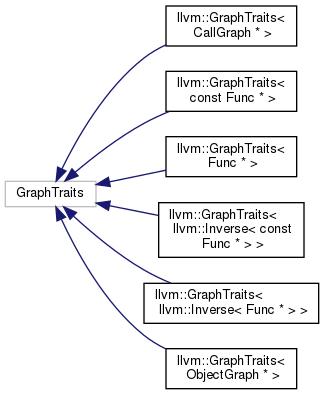 llvm::GraphTraits<
CallGraph * >
llvm::GraphTraits<
const Func * >
llvm::GraphTraits<
Func * >
GraphTraits
llvm::GraphTraits<
llvm::Inverse< const
Func * > >
llvm::GraphTraits<
llvm::Inverse< Func * > >
llvm::GraphTraits<
ObjectGraph * >